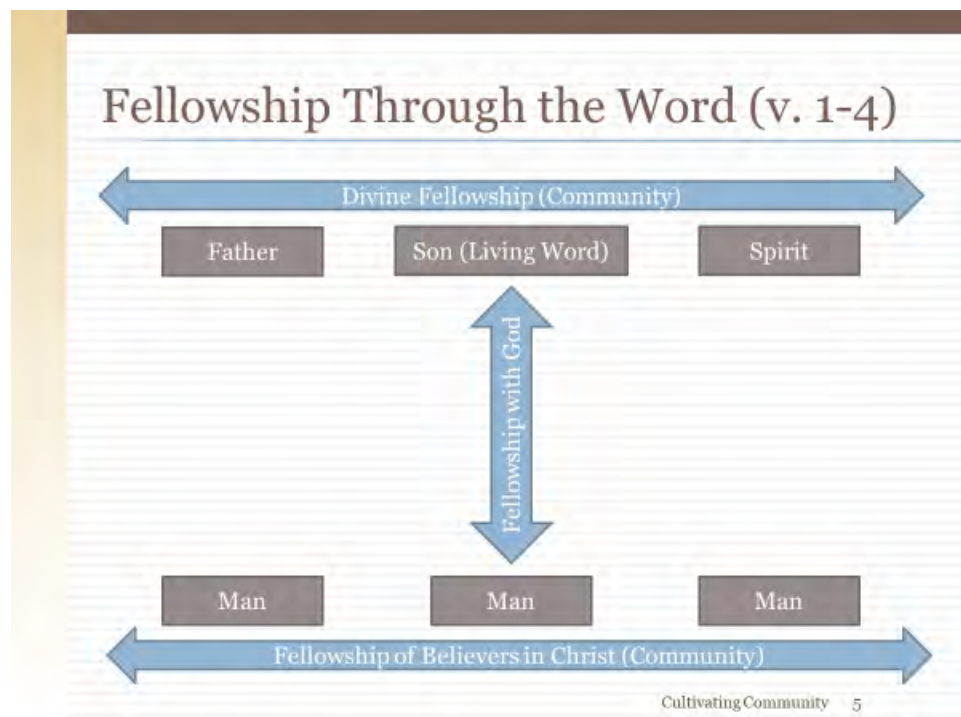 Fellowship Through the Word (v. 1-4)
Divine Fellowship (Community)
Father
Son (Living Word)
Spirit
Fellowship with God
Man
Man
Man
Fellowship of Believers in Christ (Community)
Cultivating Community 5